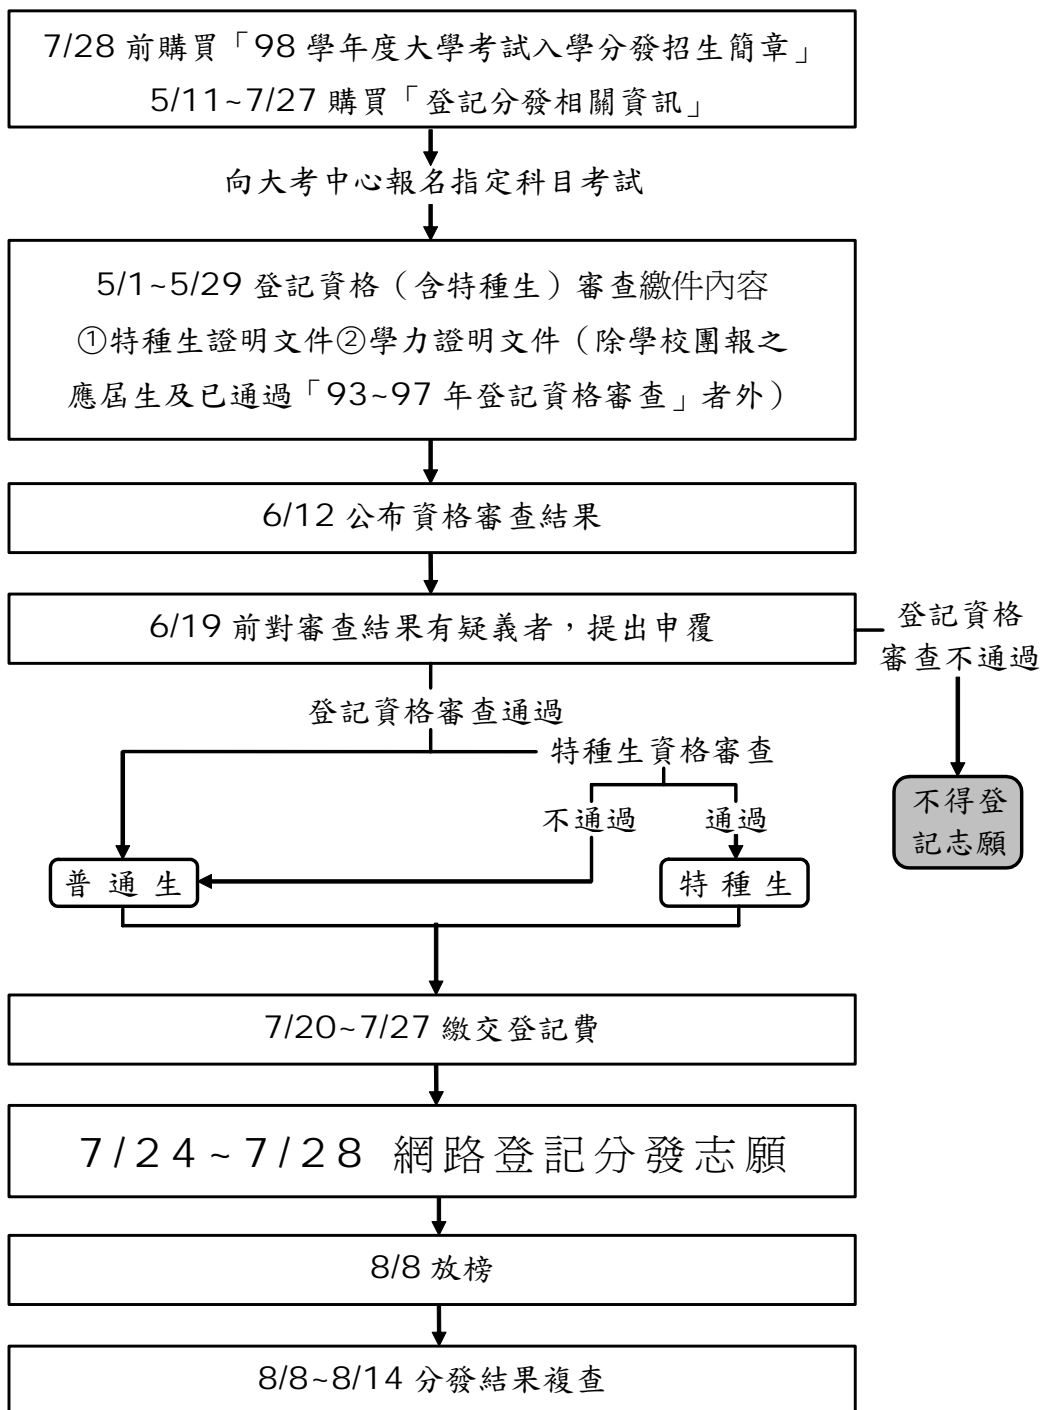 7/28 前購買「98 學年度大學考試入學分發招生簡章」
5/11~7/27 購買「登記分發相關資訊」
向大考中心報名指定科目考試
5/1~5/29 登記資格（含特種生）審查繳件內容
①特種生證明文件②學力證明文件（除學校團報之
應屆生及已通過「93~97 年登記資格審查」者外）
6/12 公布資格審查結果
6/19 前對審查結果有疑義者，提出申覆
登記資格
審查不通過
登記資格審查通過
特種生資格審查
不通過
通過
不得登
記志願
普通生
特種生
7/20~7/27 繳交登記費
7/24~7/28 網路登記分發志願
8/8 放榜
8/8~8/14 分發結果複查